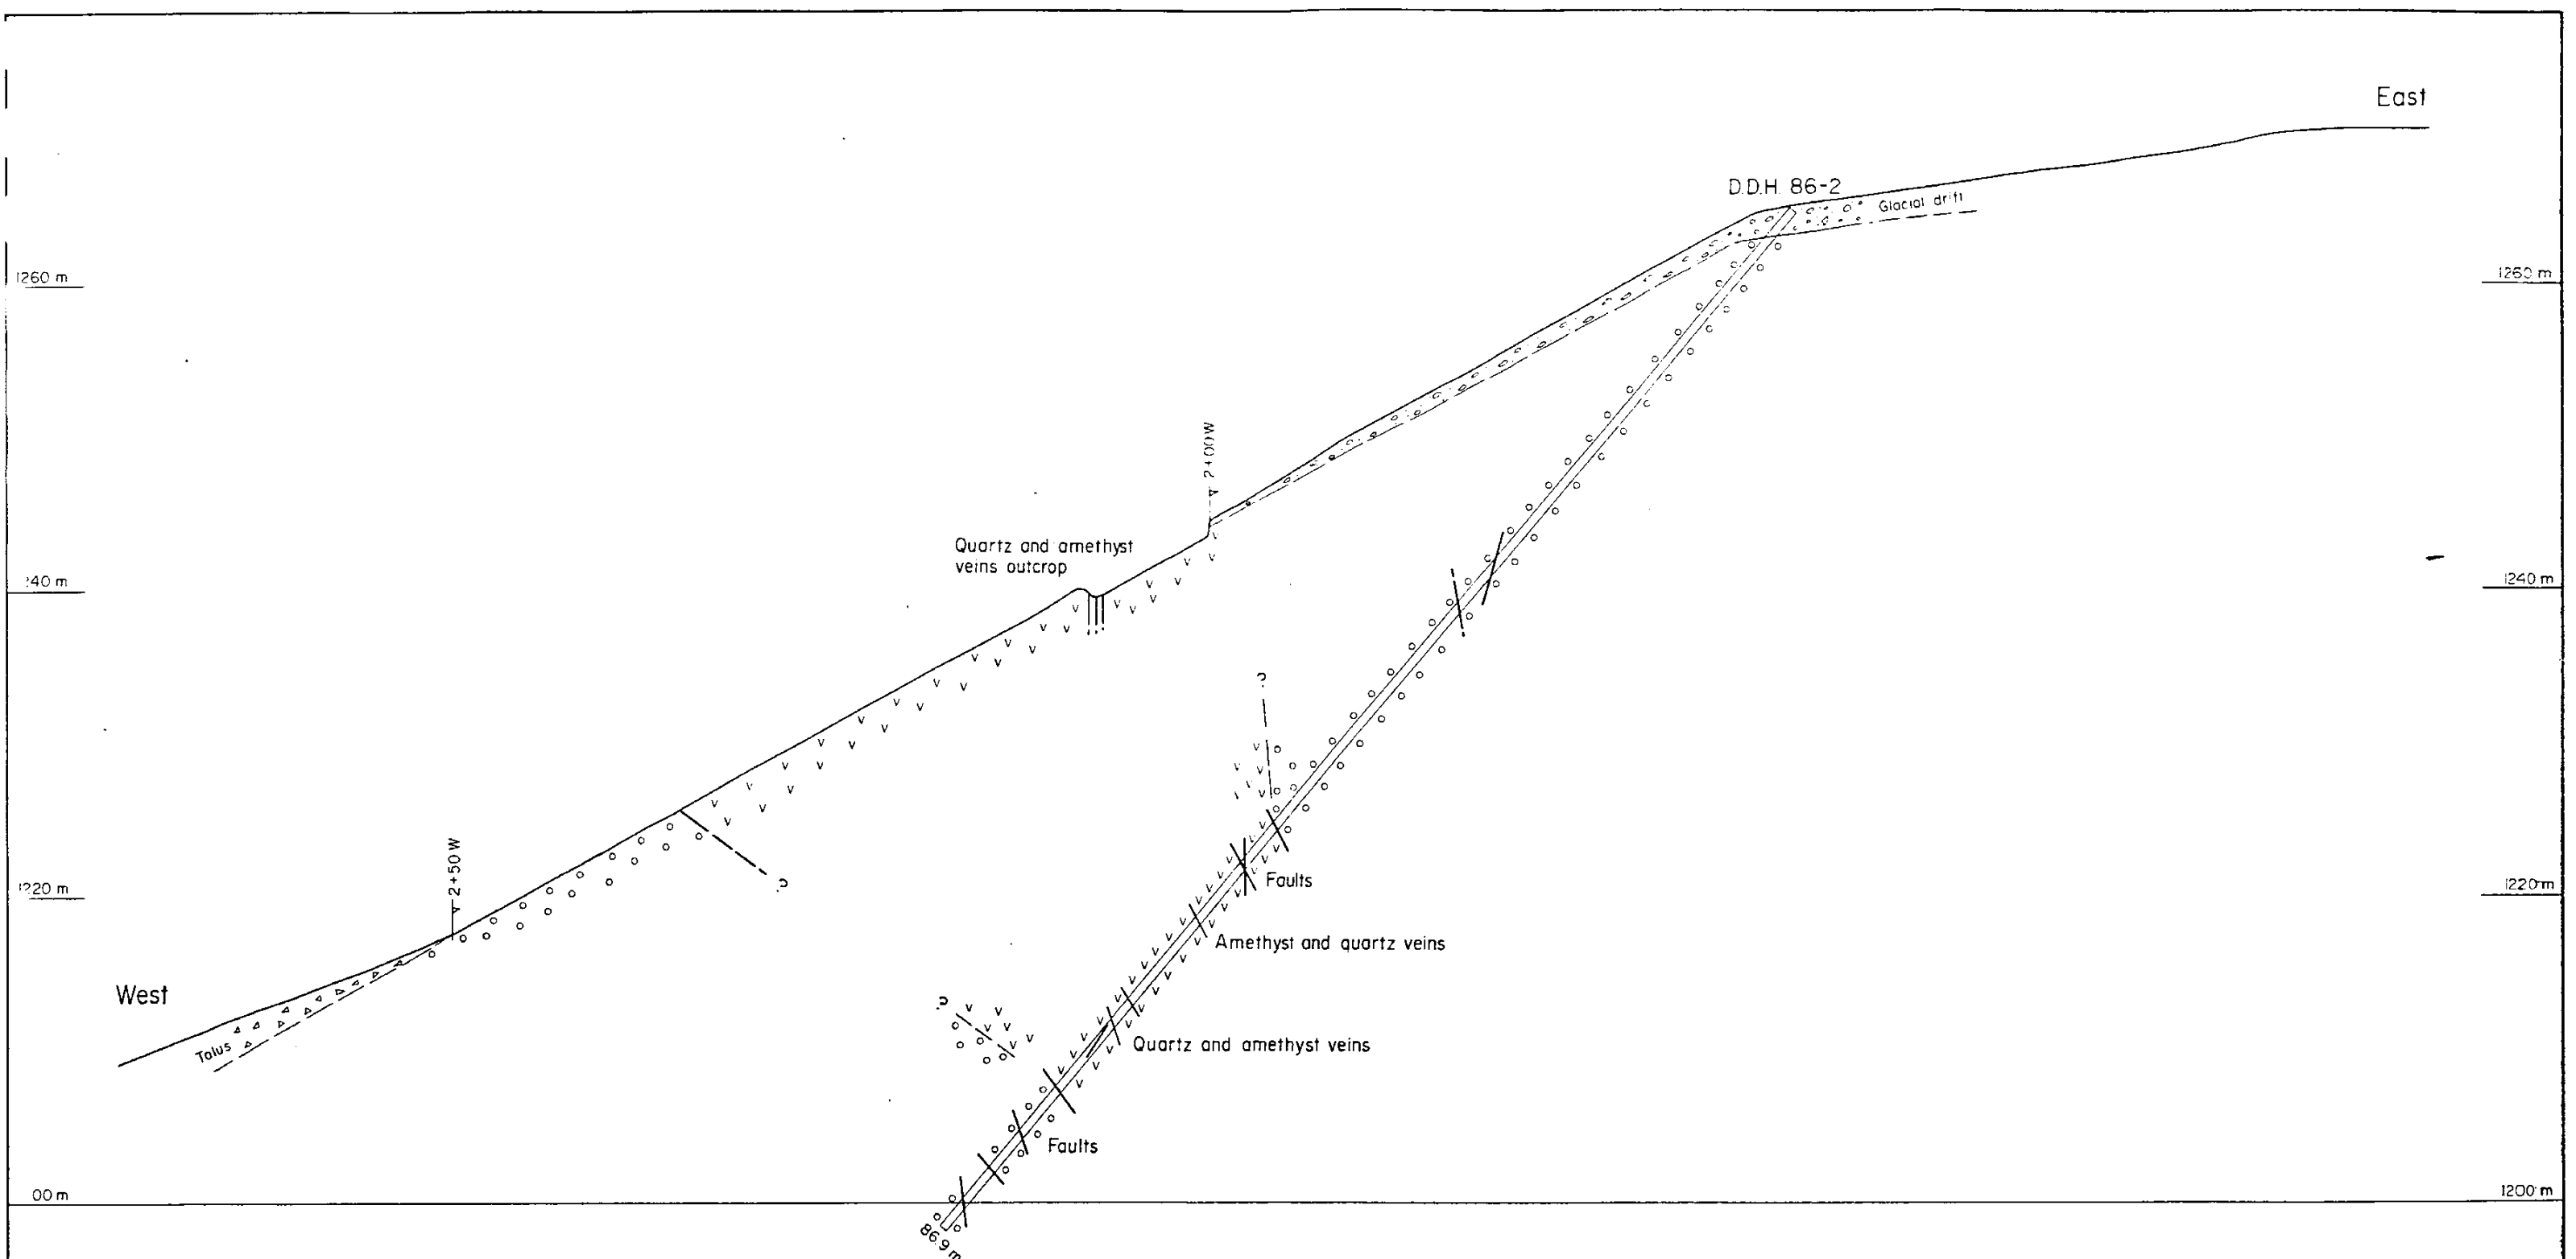 East
D.D.H. 86-2
Glacial drift
1260 m
1260 m
2+00W
Quartz and amethyst
veins outcrop
1240 m
1240 m
?
2+50W
?
1220 m
1220 m
Faults
Amethyst and quartz veins
West
?
Talus
Quartz and amethyst veins
Faults
00 m
1200 m
86.9 m